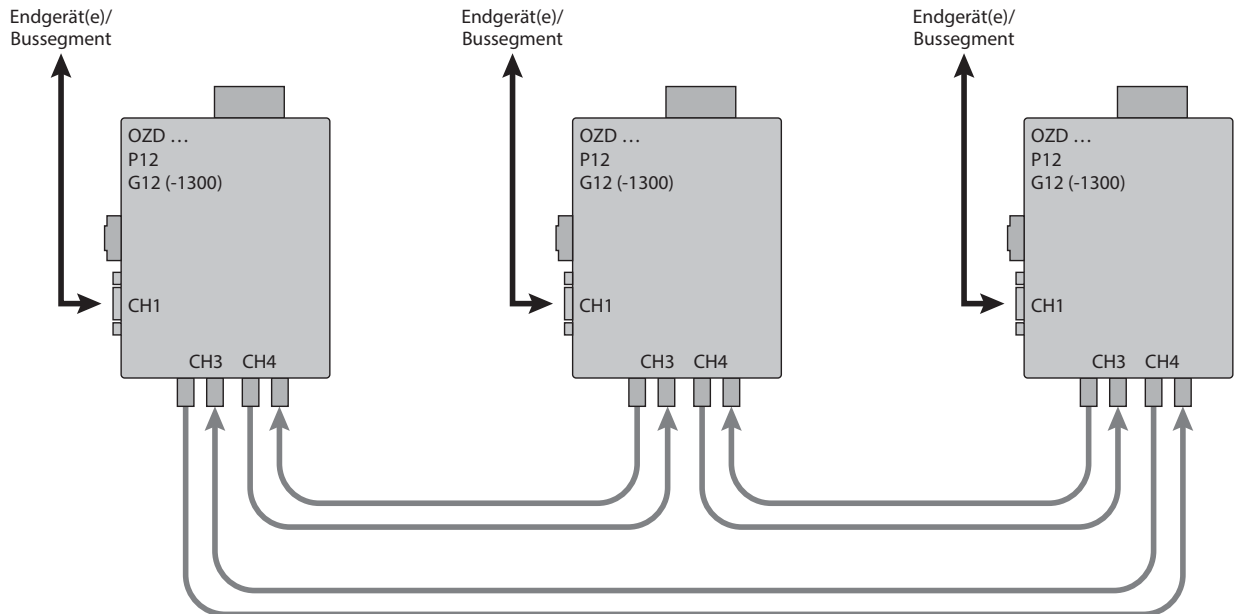 Endgerät(e)/
Bussegment
Endgerät(e)/
Bussegment
Endgerät(e)/
Bussegment
OZD …
P12
G12 (-1300)
CH1
CH3 CH4
OZD …
P12
G12 (-1300)
CH1
CH3 CH4
OZD …
P12
G12 (-1300)
CH1
CH3 CH4